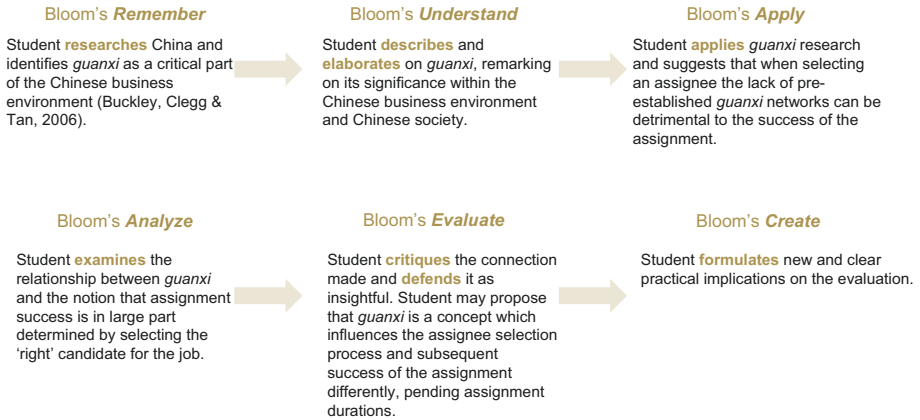 Bloom's Remember
Student researches China and
identifies guanxi as a critical part
of the Chinese business
environment (Buckley, Clegg &
Tan, 2006).
Bloom's Understand
Student describes and
elaborates on guanxi, remarking
on its significance within the
Chinese business environment
and Chinese society.
Bloom's Apply
Student applies guanxi research
and suggests that when selecting
an assignee the lack of pre-
established guanxi networks can be
detrimental to the success of the
assignment.
Bloom's Analyze
Student examines the
relationship between guanxi
and the notion that assignment
success is in large part
determined by selecting the
‘right’ candidate for the job.
Bloom's Evaluate
Student critiques the connection
made and defends it as
insightful. Student may propose
that guanxi is a concept which
influences the assignee selection
process and subsequent
success of the assignment
differently, pending assignment
durations.
Bloom's Create
Student formulates new and clear
practical implications on the evaluation.